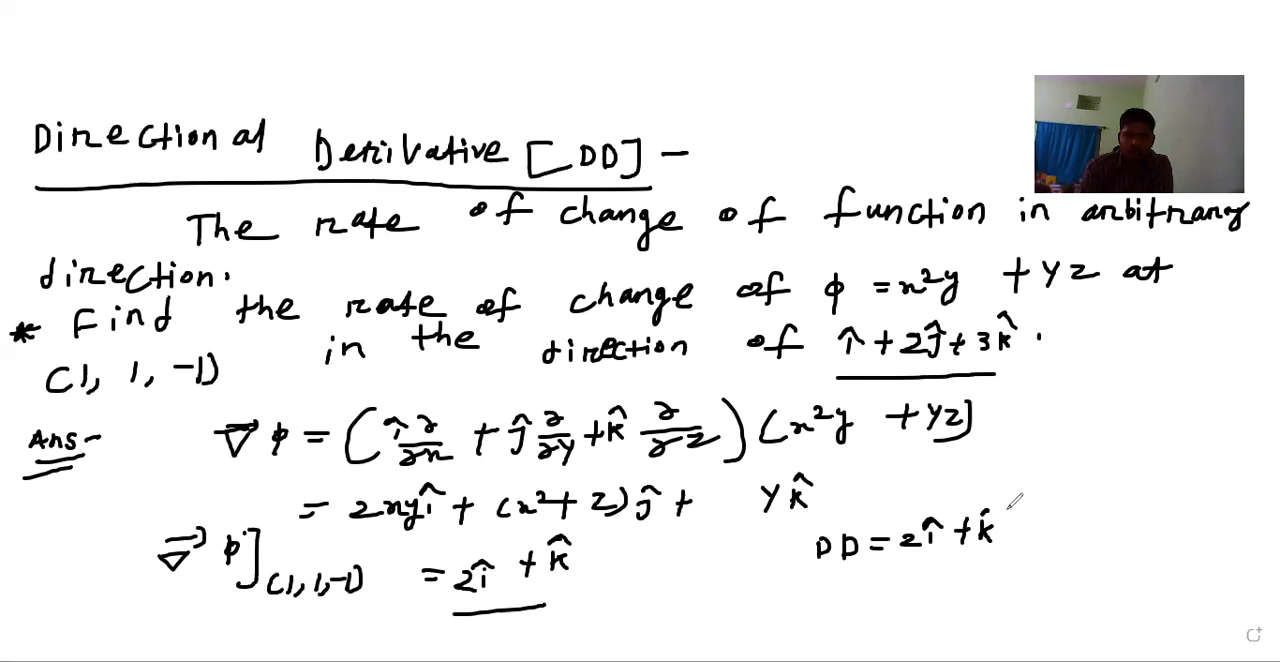 Directional Derivative [DD] –
The rate of change of function in arbitrary
direction.
* Find the rate of change of φ = x²y + yz at
(1, 1, -1) in the direction of î + 2ĵ + 3k̂ .
Ans - ∇⃗ φ = (î ∂/∂x + ĵ ∂/∂y + k̂ ∂/∂z) (x²y + yz)
= 2xyî + (x² + z)ĵ + yk̂
∇⃗ φ](1, 1, -1) = 2î + k̂
DD = 2î + k̂